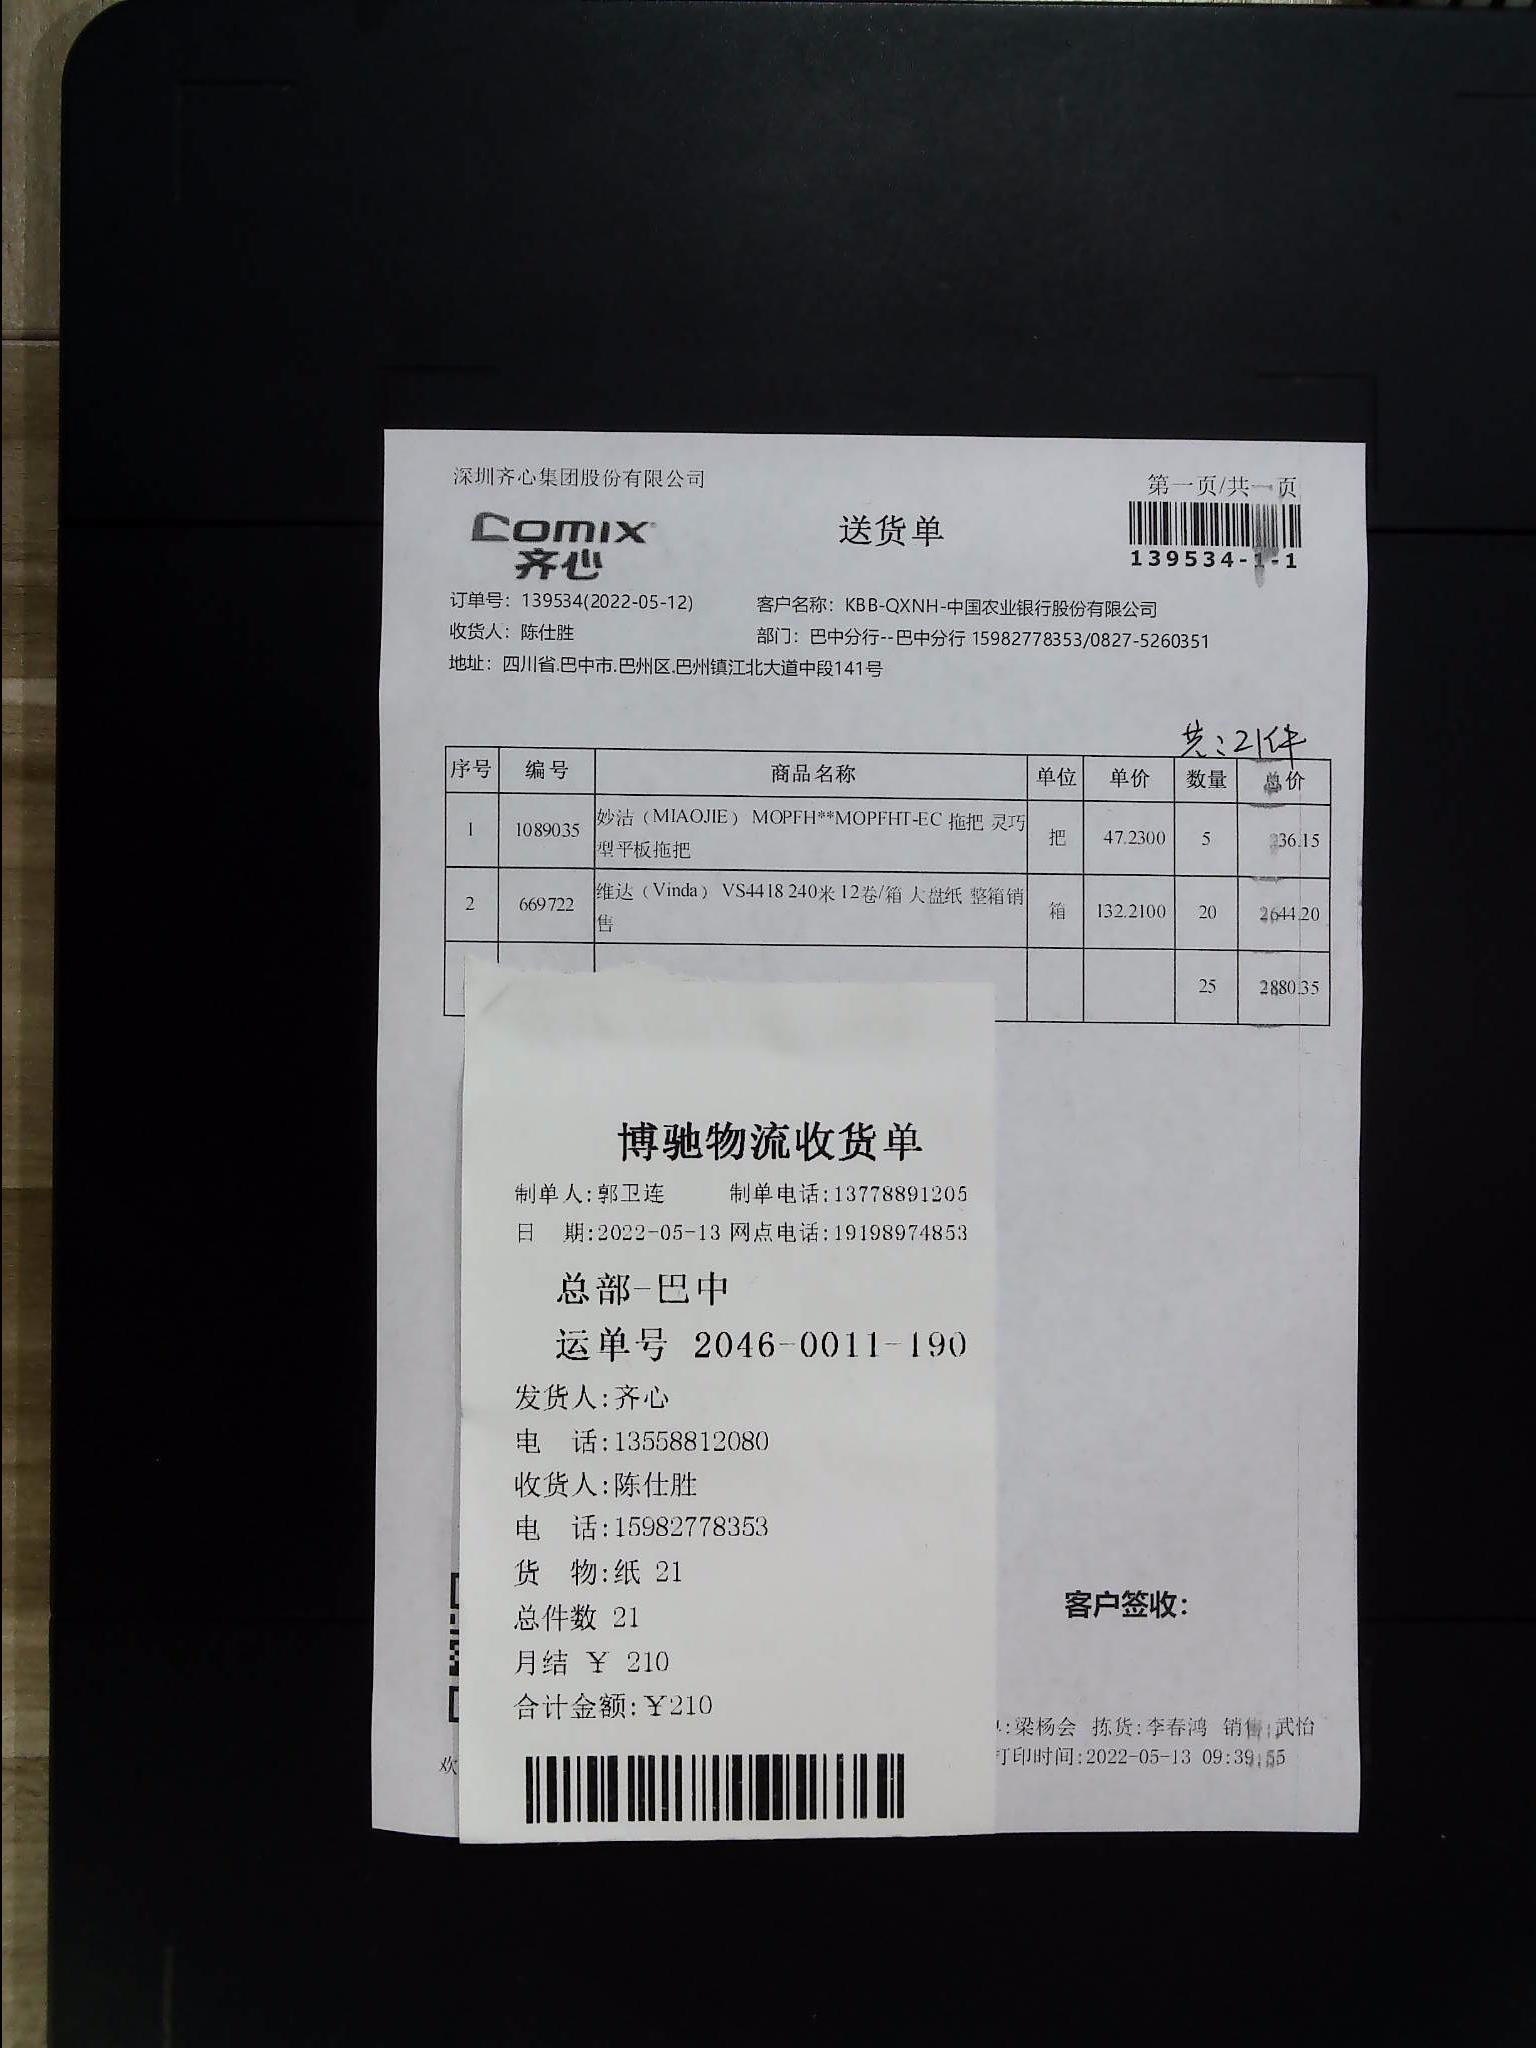 深圳齐心集团股份有限公司
第一页/共一页
COMIX
齐心
送货单
139534-1-1
订单号：139534(2022-05-12)
客户名称：KBB-QXNH-中国农业银行股份有限公司
收货人：陈仕胜
部门：巴中分行--巴中分行 15982778353/0827-5260351
地址：四川省.巴中市.巴州区.巴州镇江北大道中段141号
共：21件
序号 编号 商品名称 单位 单价 数量 总价
1 1089035 妙洁（MIAOJIE） MOPFH**MOPFHT-EC 拖把 灵巧 把 47.2300 5 236.15
型平板拖把
2 669722 维达（Vinda） VS4418 240米 12卷/箱 大盘纸 整箱销 箱 132.2100 20 2644.20
售
25 2880.35
博驰物流收货单
制单人:郭卫连 制单电话:13778891205
日 期:2022-05-13 网点电话:19198974853
总部-巴中
运单号 2046-0011-190
发货人:齐心
电 话:13558812080
收货人:陈仕胜
电 话:15982778353
货 物:纸 21
总件数 21
月结 ￥ 210
合计金额:￥210
客户签收：
:梁杨会 拣货:李春鸿 销售:武怡
打印时间:2022-05-13 09:39:55
欢